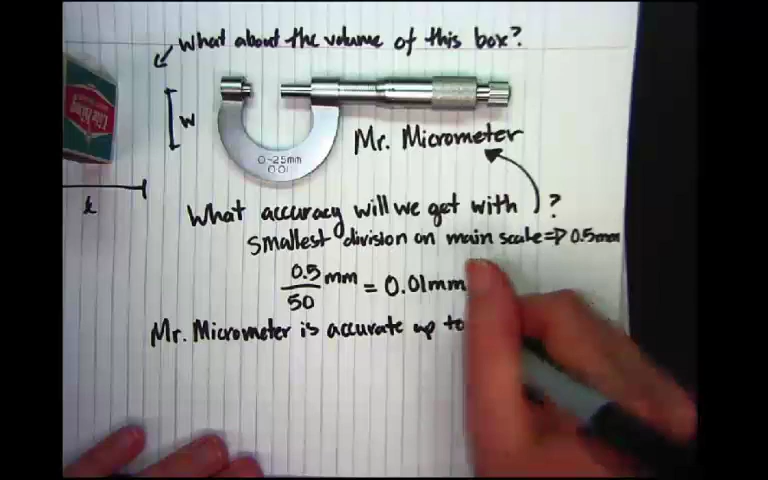 What about the volume of this box?
w
0-25mm
0.01
Mr. Micrometer
l
What accuracy will we get with ?
smallest division on main scale => 0.5mm
0.5/50 mm = 0.01mm
Mr. Micrometer is accurate up to